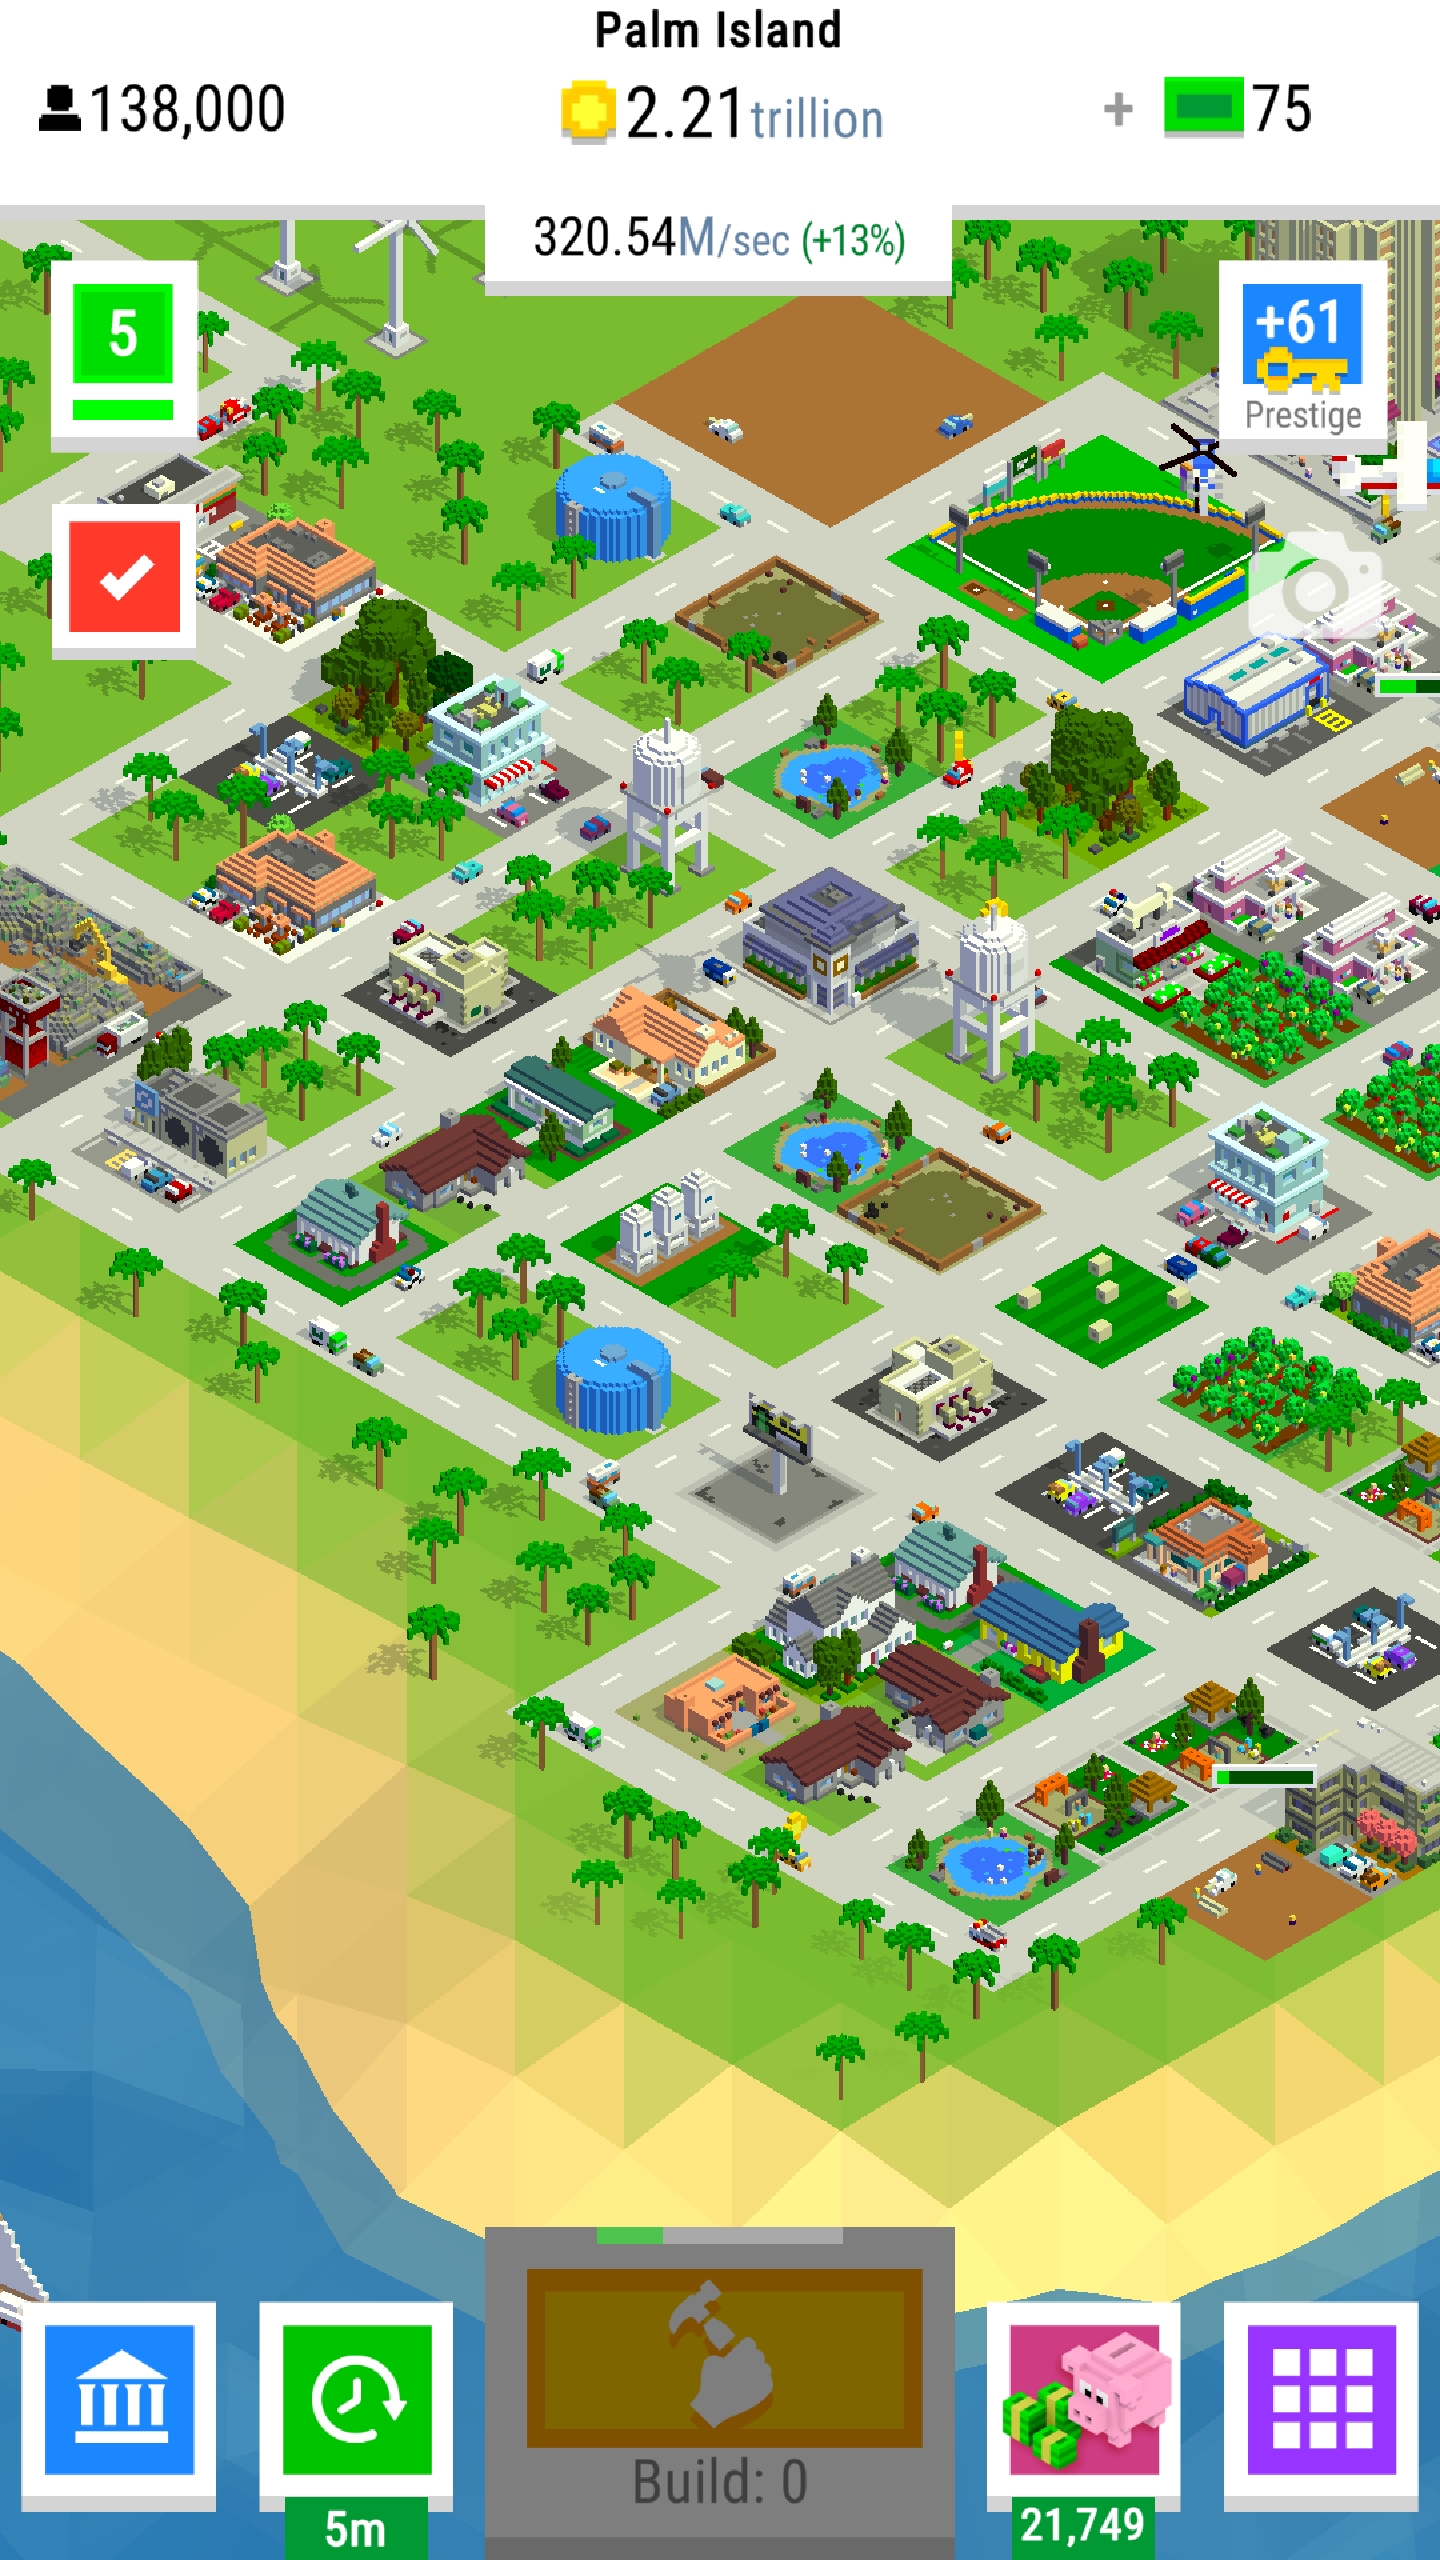 Palm Island
138,000
2.21 trillion
+ 75
320.54M/sec (+13%)
5
+61
Prestige
Build: 0
5m
21,749